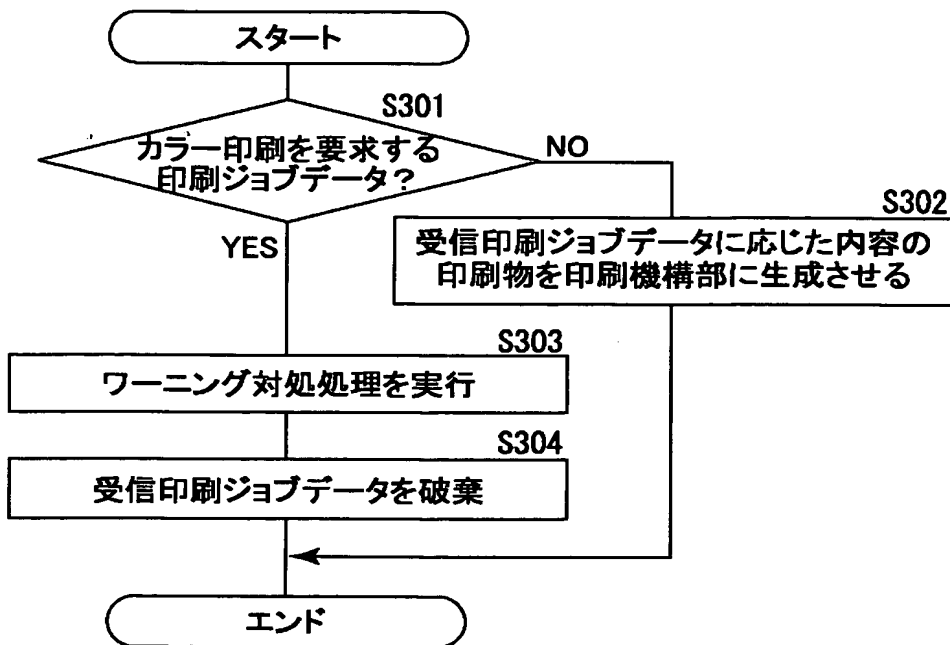 スタート
S301
カラー印刷を要求する
印刷ジョブデータ?
NO
YES
S302
受信印刷ジョブデータに応じた内容の
印刷物を印刷機構部に生成させる
S303
ワーニング対処処理を実行
S304
受信印刷ジョブデータを破棄
エンド